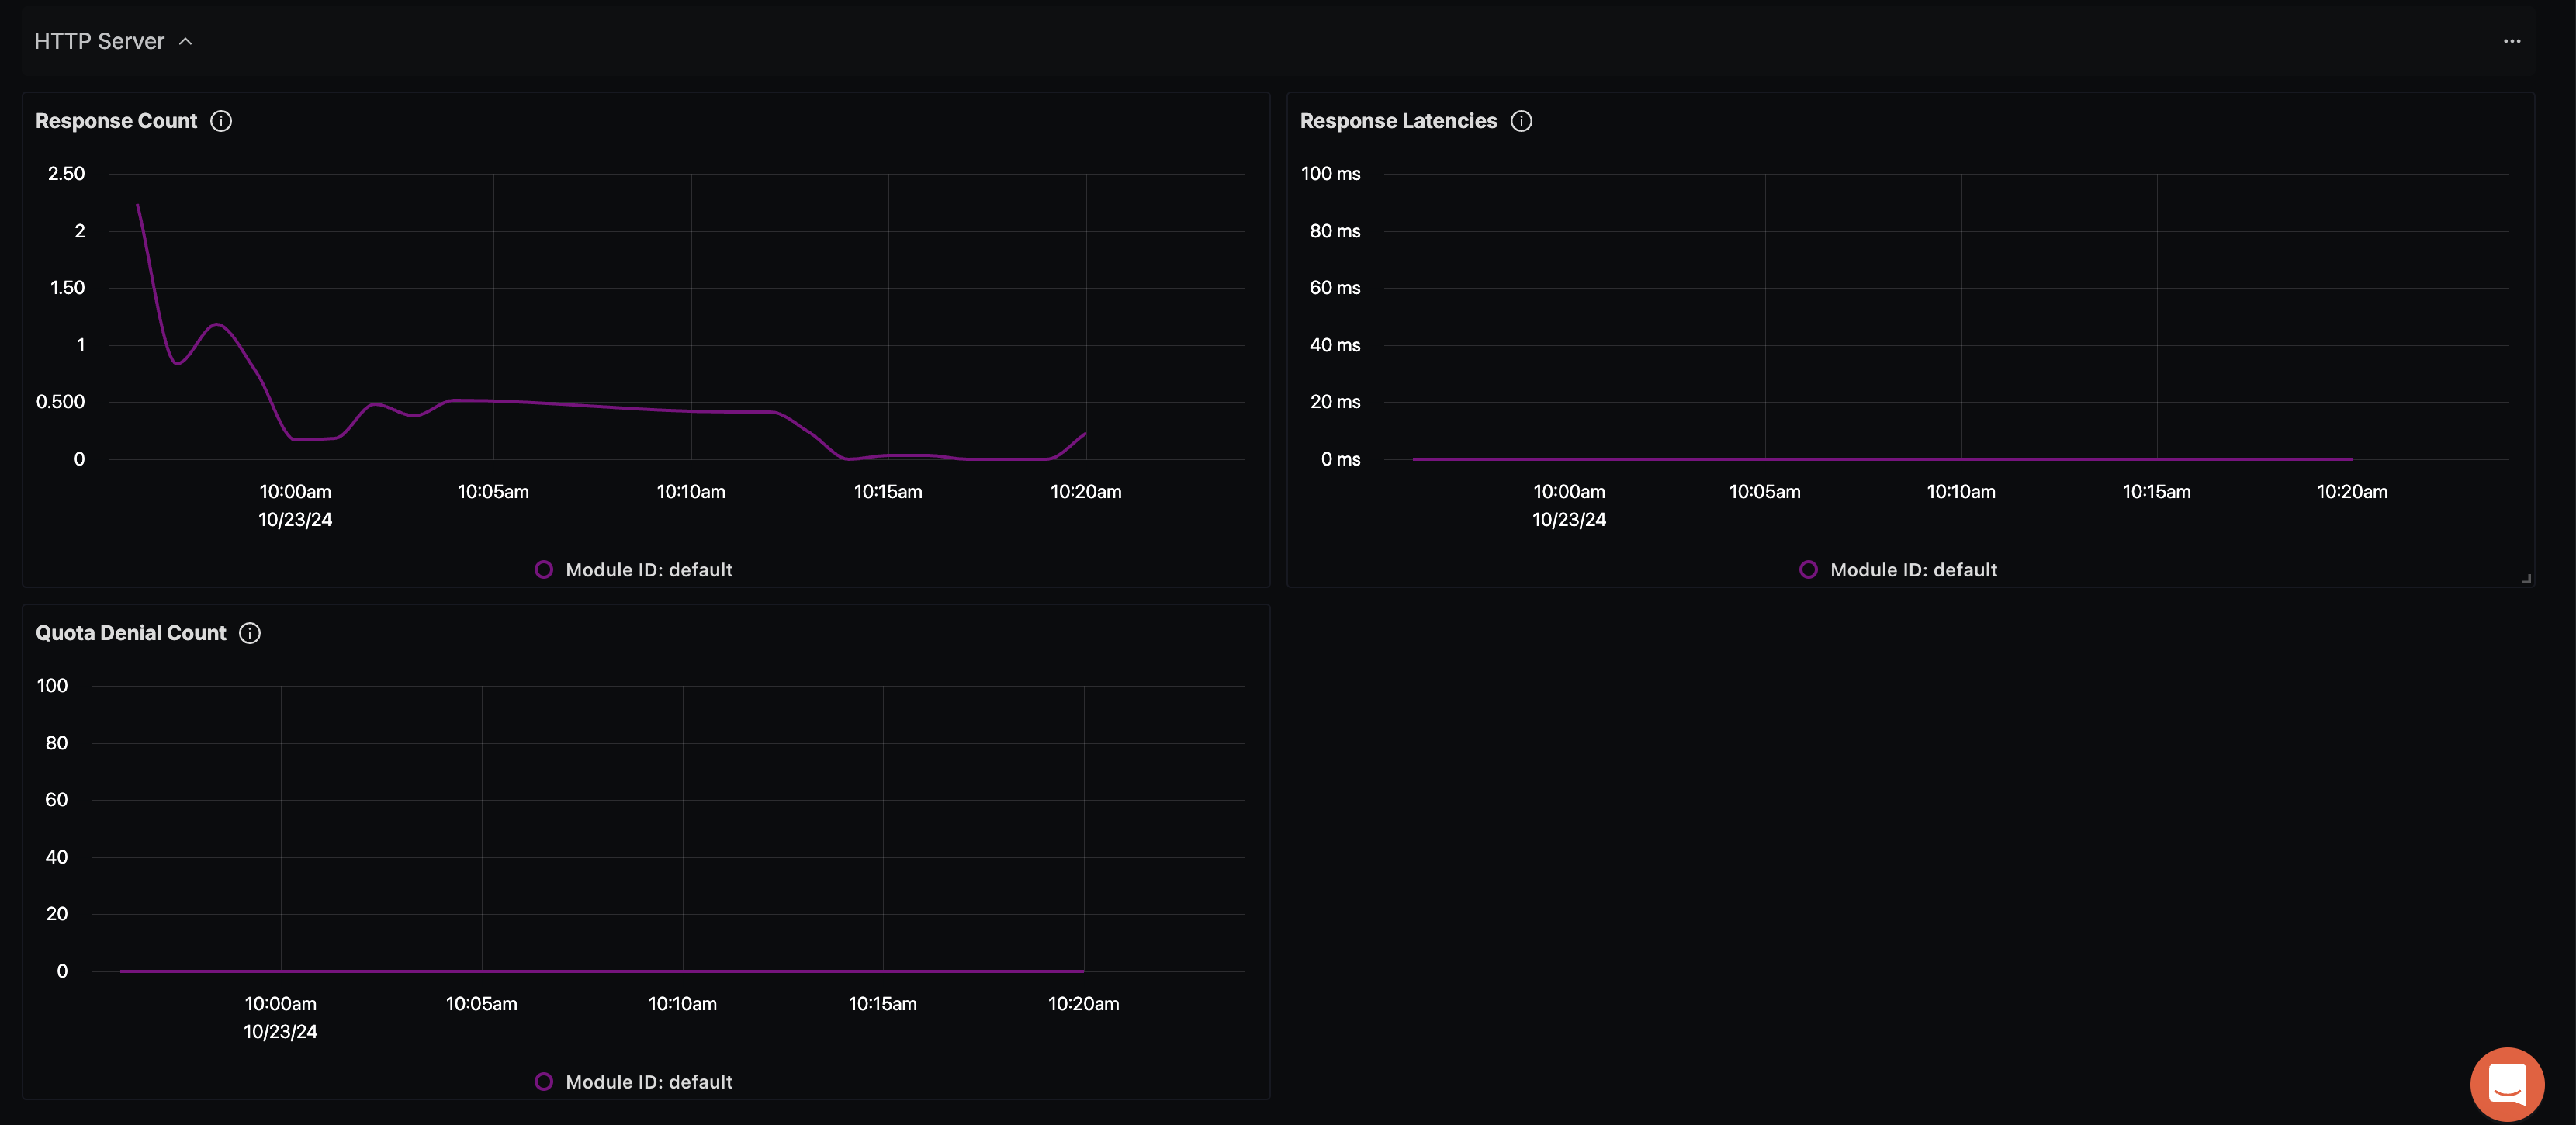 HTTP Server
Response Count
2.50
2
1.50
1
0.500
0
10:00am 10:05am 10:10am 10:15am 10:20am
10/23/24
Module ID: default
Response Latencies
100 ms
80 ms
60 ms
40 ms
20 ms
0 ms
10:00am 10:05am 10:10am 10:15am 10:20am
10/23/24
Module ID: default
Quota Denial Count
100
80
60
40
20
0
10:00am 10:05am 10:10am 10:15am 10:20am
10/23/24
Module ID: default